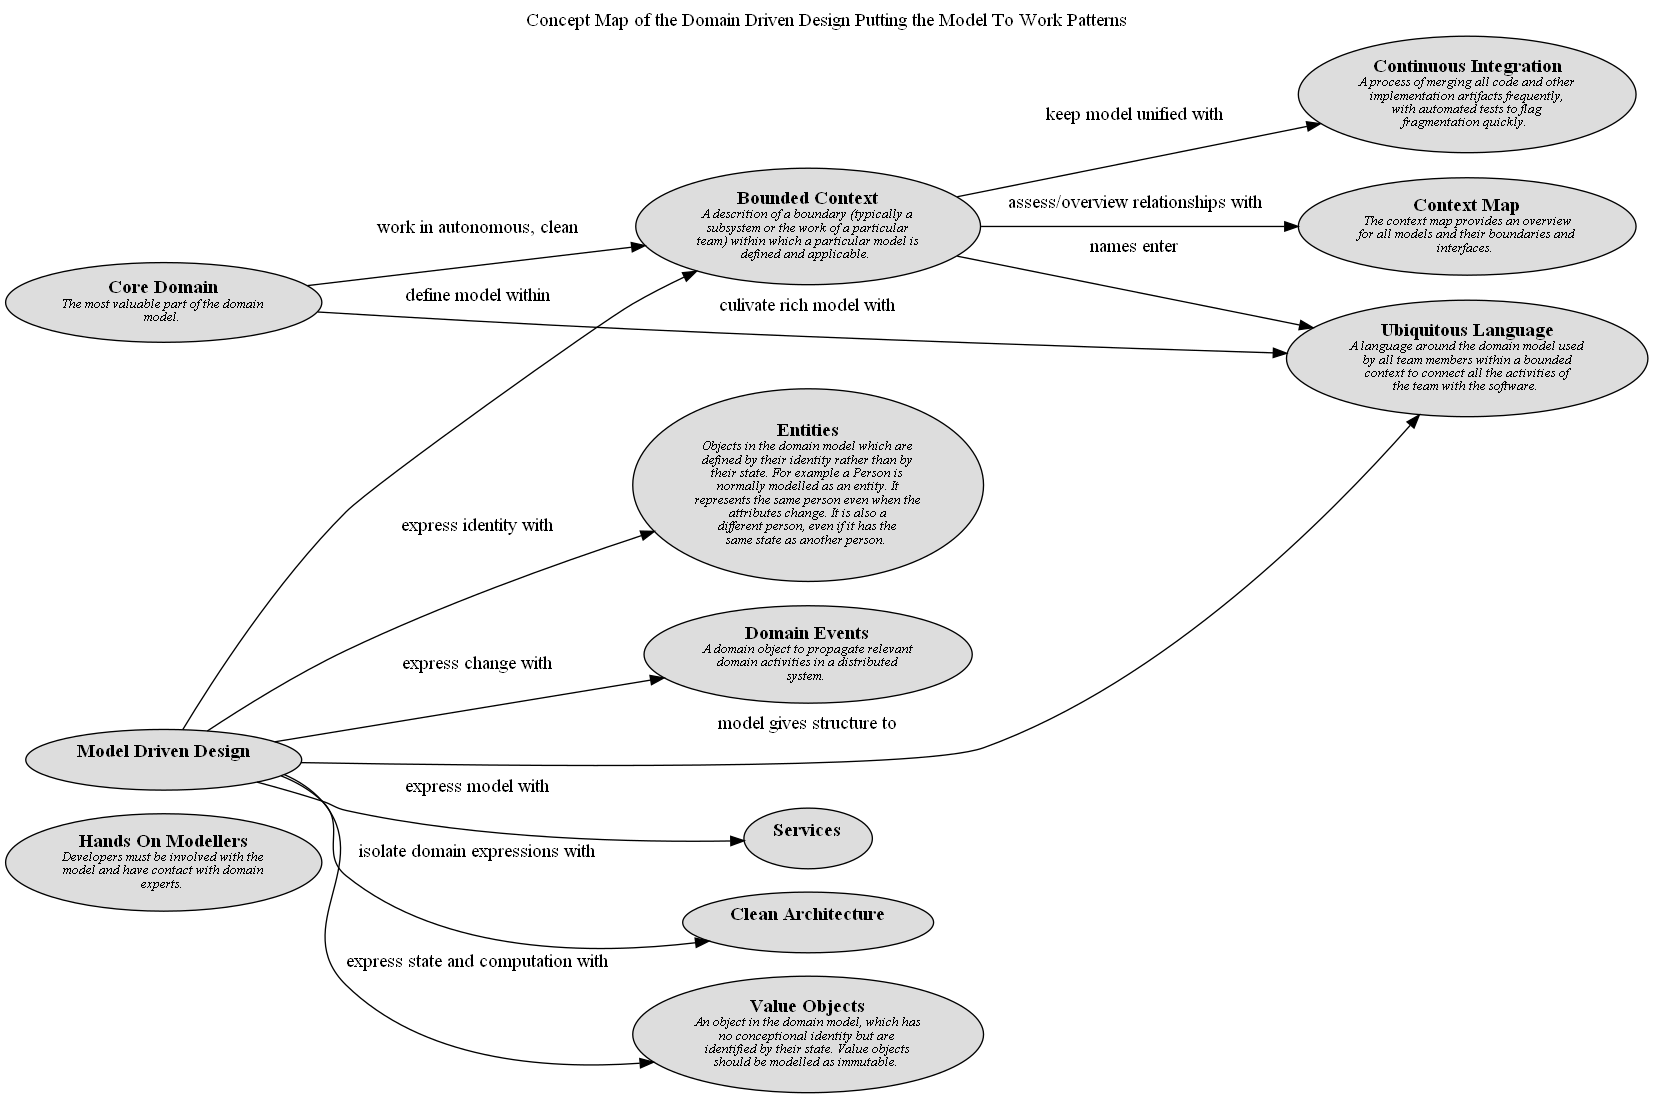 Concept Map of the Domain Driven Design Putting the Model To Work Patterns
Continuous Integration
A process of merging all code and other
implementation artifacts frequently,
with automated tests to flag
fragmentation quickly.
keep model unified with
Bounded Context
A descrition of a boundary (typically a
subsystem or the work of a particular
team) within which a particular model is
defined and applicable.
assess/overview relationships with
Context Map
The context map provides an overview
for all models and their boundaries and
interfaces.
work in autonomous, clean
names enter
Core Domain
The most valuable part of the domain
model.
define model within
culivate rich model with
Ubiquitous Language
A language around the domain model used
by all team members within a bounded
context to connect all the activities of
the team with the software.
Entities
Objects in the domain model which are
defined by their identity rather than by
their state. For example a Person is
normally modelled as an entity. It
represents the same person even when the
attributes change. It is also a
different person, even if it has the
same state as another person.
express identity with
Domain Events
A domain object to propagate relevant
domain activities in a distributed
system.
express change with
model gives structure to
Model Driven Design
express model with
Services
Hands On Modellers
Developers must be involved with the
model and have contact with domain
experts.
isolate domain expressions with
Clean Architecture
express state and computation with
Value Objects
An object in the domain model, which has
no conceptional identity but are
identified by their state. Value objects
should be modelled as immutable.